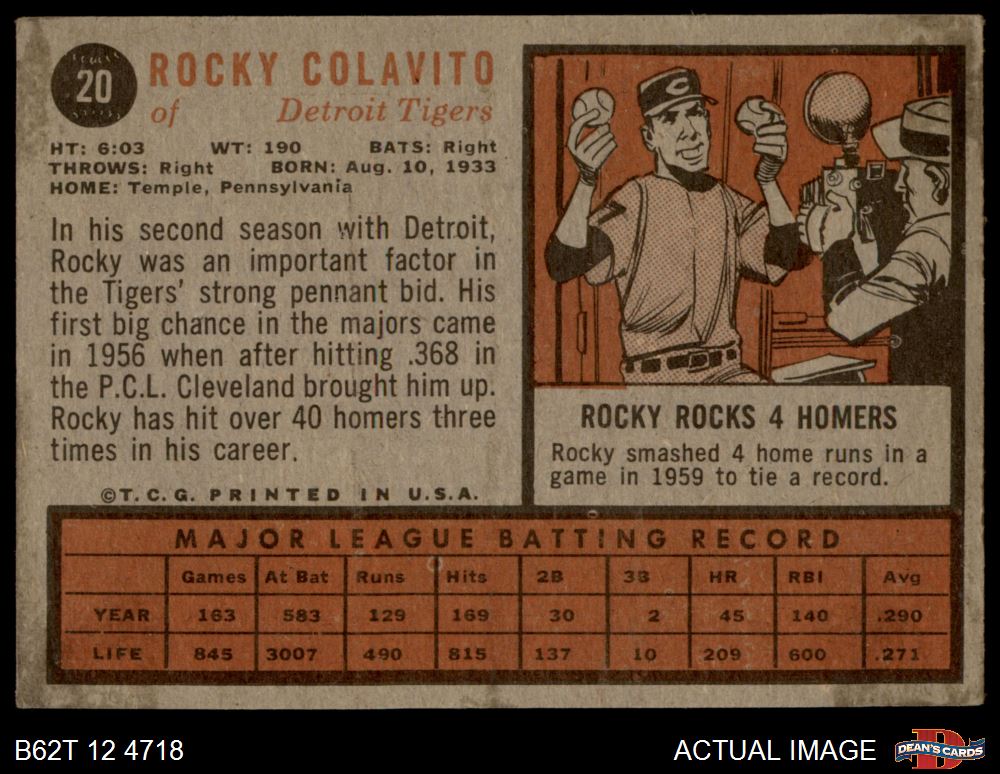 20
ROCKY COLAVITO
of Detroit Tigers
HT: 6:03 WT: 190 BATS: Right
THROWS: Right BORN: Aug. 10, 1933
HOME: Temple, Pennsylvania
In his second season with Detroit,
Rocky was an important factor in
the Tigers' strong pennant bid. His
first big chance in the majors came
in 1956 when after hitting .368 in
the P.C.L. Cleveland brought him up.
Rocky has hit over 40 homers three
times in his career.
©T.C.G. PRINTED IN U.S.A.
C
ROCKY ROCKS 4 HOMERS
Rocky smashed 4 home runs in a
game in 1959 to tie a record.
MAJOR LEAGUE BATTING RECORD
Games At Bat Runs Hits 2B 3B HR RBI Avg
YEAR 163 583 129 169 30 2 45 140 .290
LIFE 845 3007 490 815 137 10 209 600 .271
B62T 12 4718
ACTUAL IMAGE
D
DEAN'S CARDS